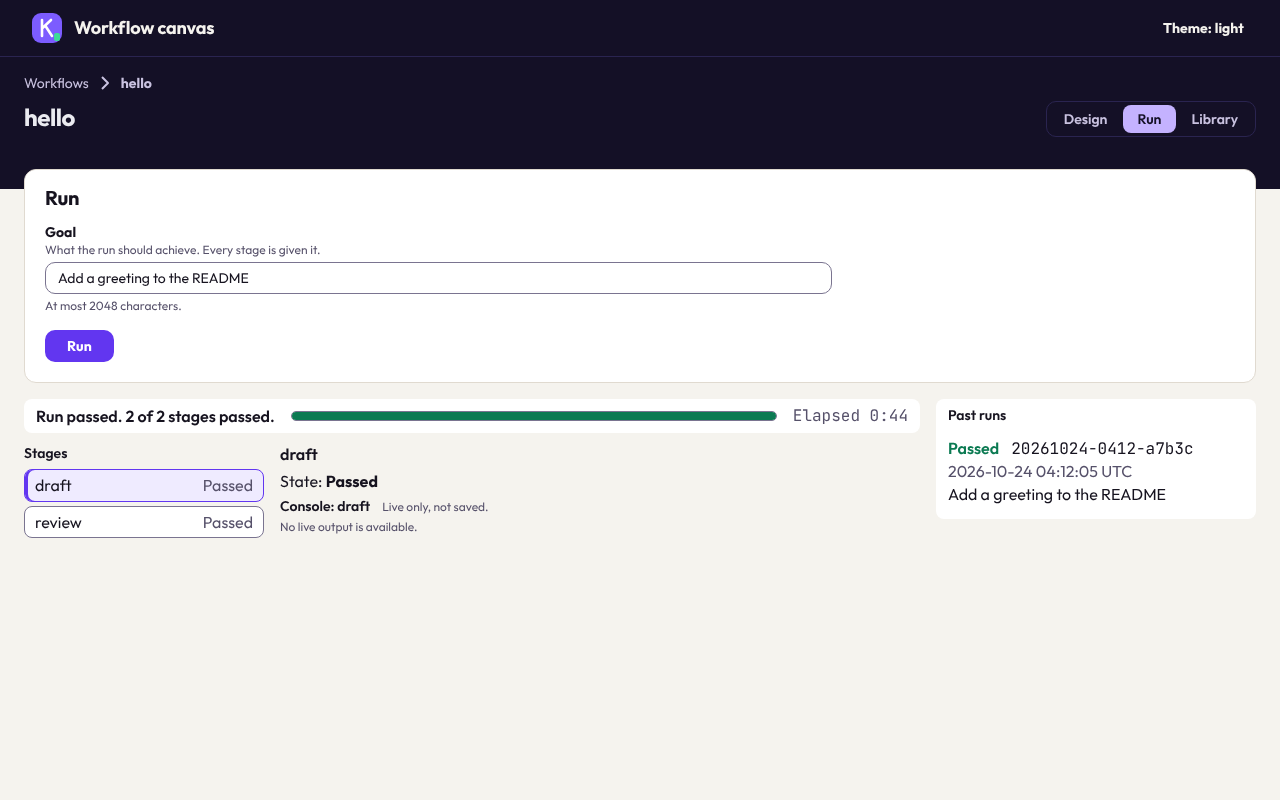 K Workflow canvas
Theme: light
Workflows hello
hello
Design Run Library
Run
Goal
What the run should achieve. Every stage is given it.
Add a greeting to the README
At most 2048 characters.
Run
Run passed. 2 of 2 stages passed. Elapsed 0:44
Stages
draft Passed
review Passed
draft
State: Passed
Console: draft Live only, not saved.
No live output is available.
Past runs
Passed 20261024-0412-a7b3c
2026-10-24 04:12:05 UTC
Add a greeting to the README